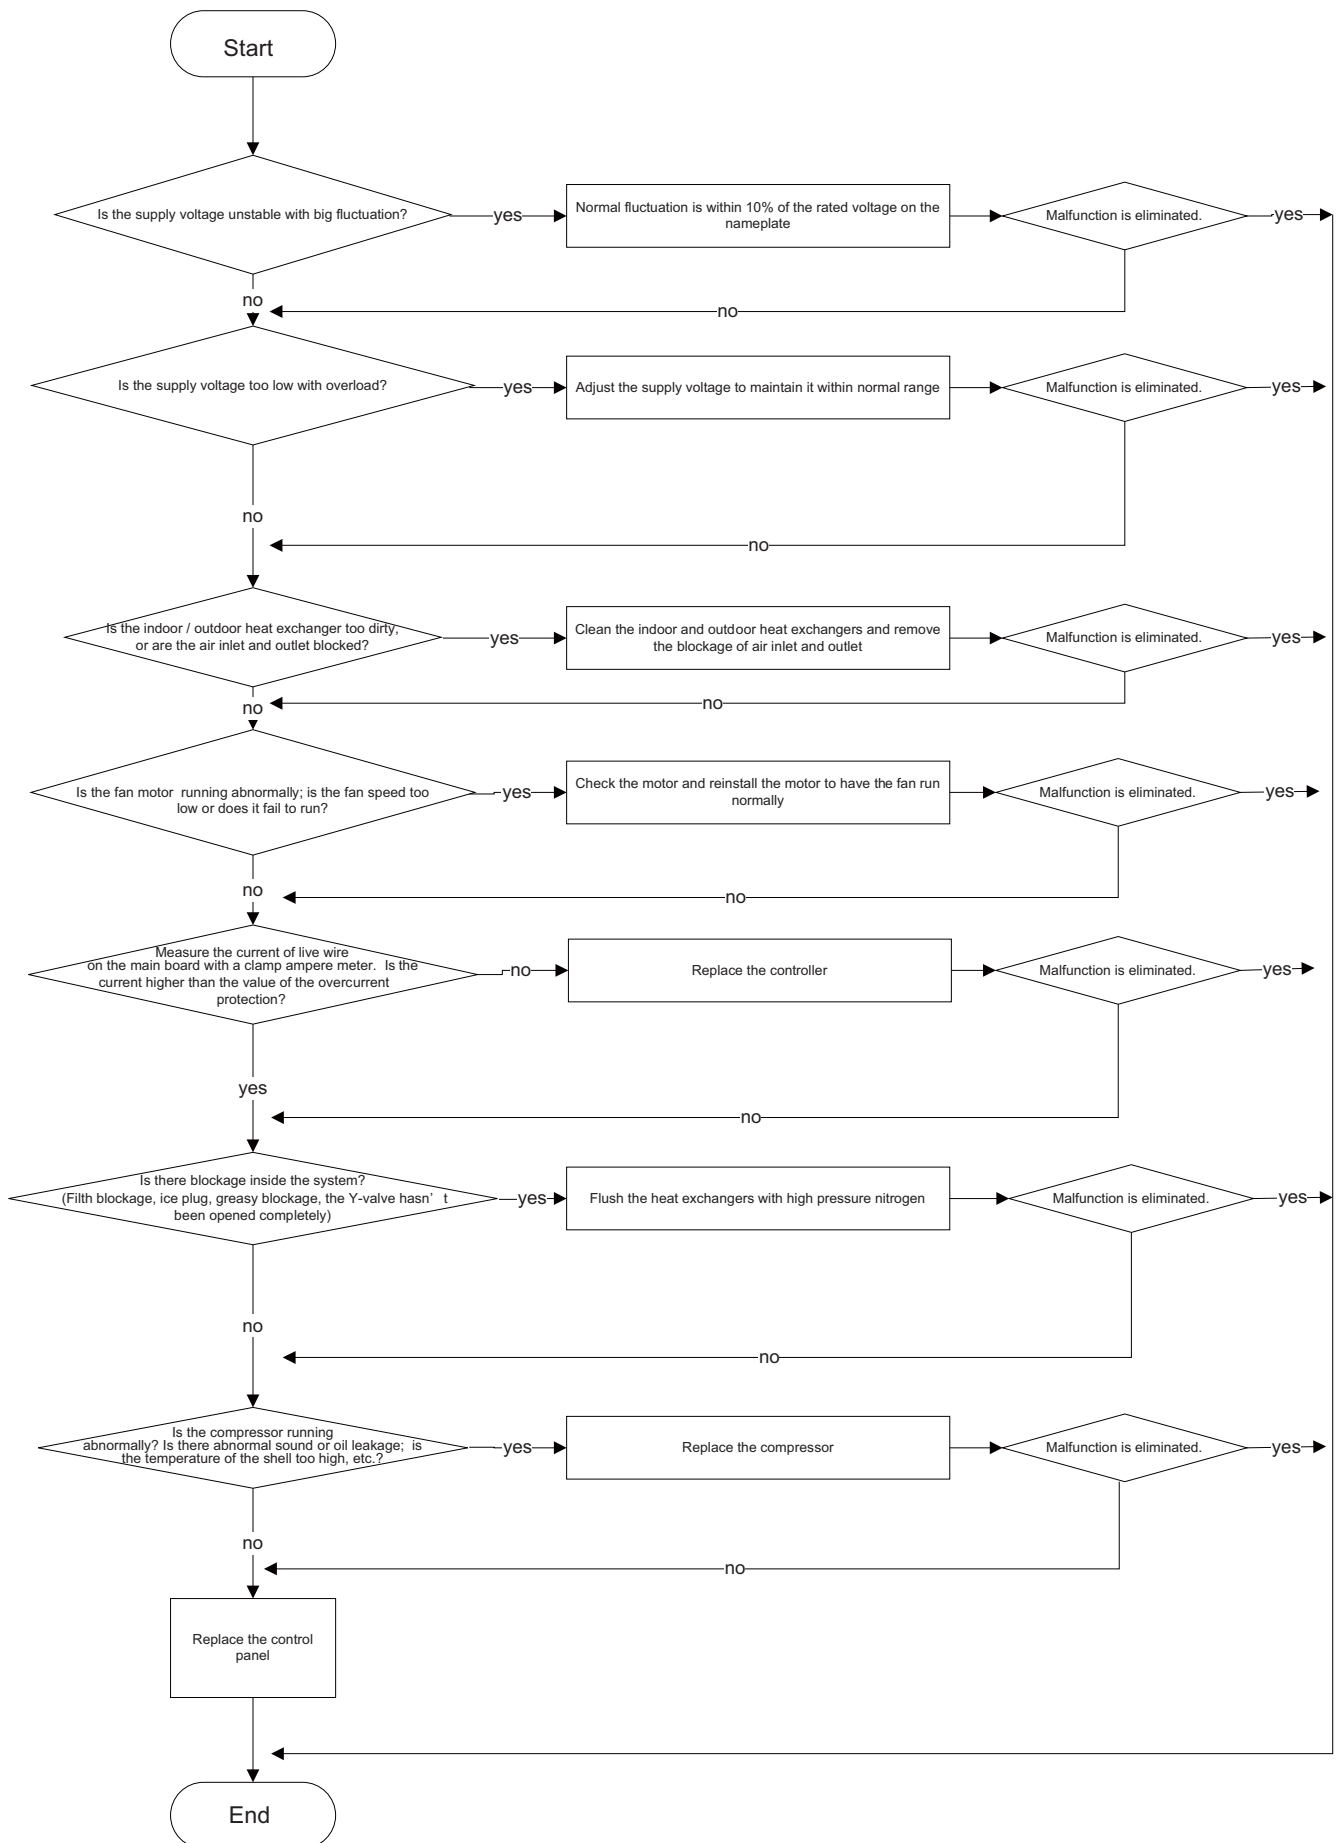 Start
Is the supply voltage unstable with big fluctuation?
yes
Normal fluctuation is within 10% of the rated voltage on the
nameplate
Malfunction is eliminated.
yes
no
no
Is the supply voltage too low with overload?
yes
Adjust the supply voltage to maintain it within normal range
Malfunction is eliminated.
yes
no
no
Is the indoor / outdoor heat exchanger too dirty,
or are the air inlet and outlet blocked?
yes
Clean the indoor and outdoor heat exchangers and remove
the blockage of air inlet and outlet
Malfunction is eliminated.
yes
no
no
Is the fan motor running abnormally; is the fan speed too
low or does it fail to run?
yes
Check the motor and reinstall the motor to have the fan run
normally
Malfunction is eliminated.
yes
no
no
Measure the current of live wire
on the main board with a clamp ampere meter. Is the
current higher than the value of the overcurrent
protection?
no
Replace the controller
Malfunction is eliminated.
yes
yes
no
Is there blockage inside the system?
(Filth blockage, ice plug, greasy blockage, the Y-valve hasn’ t
been opened completely)
yes
Flush the heat exchangers with high pressure nitrogen
Malfunction is eliminated.
yes
no
no
Is the compressor running
abnormally? Is there abnormal sound or oil leakage; is
the temperature of the shell too high, etc.?
yes
Replace the compressor
Malfunction is eliminated.
yes
no
no
Replace the control
panel
End